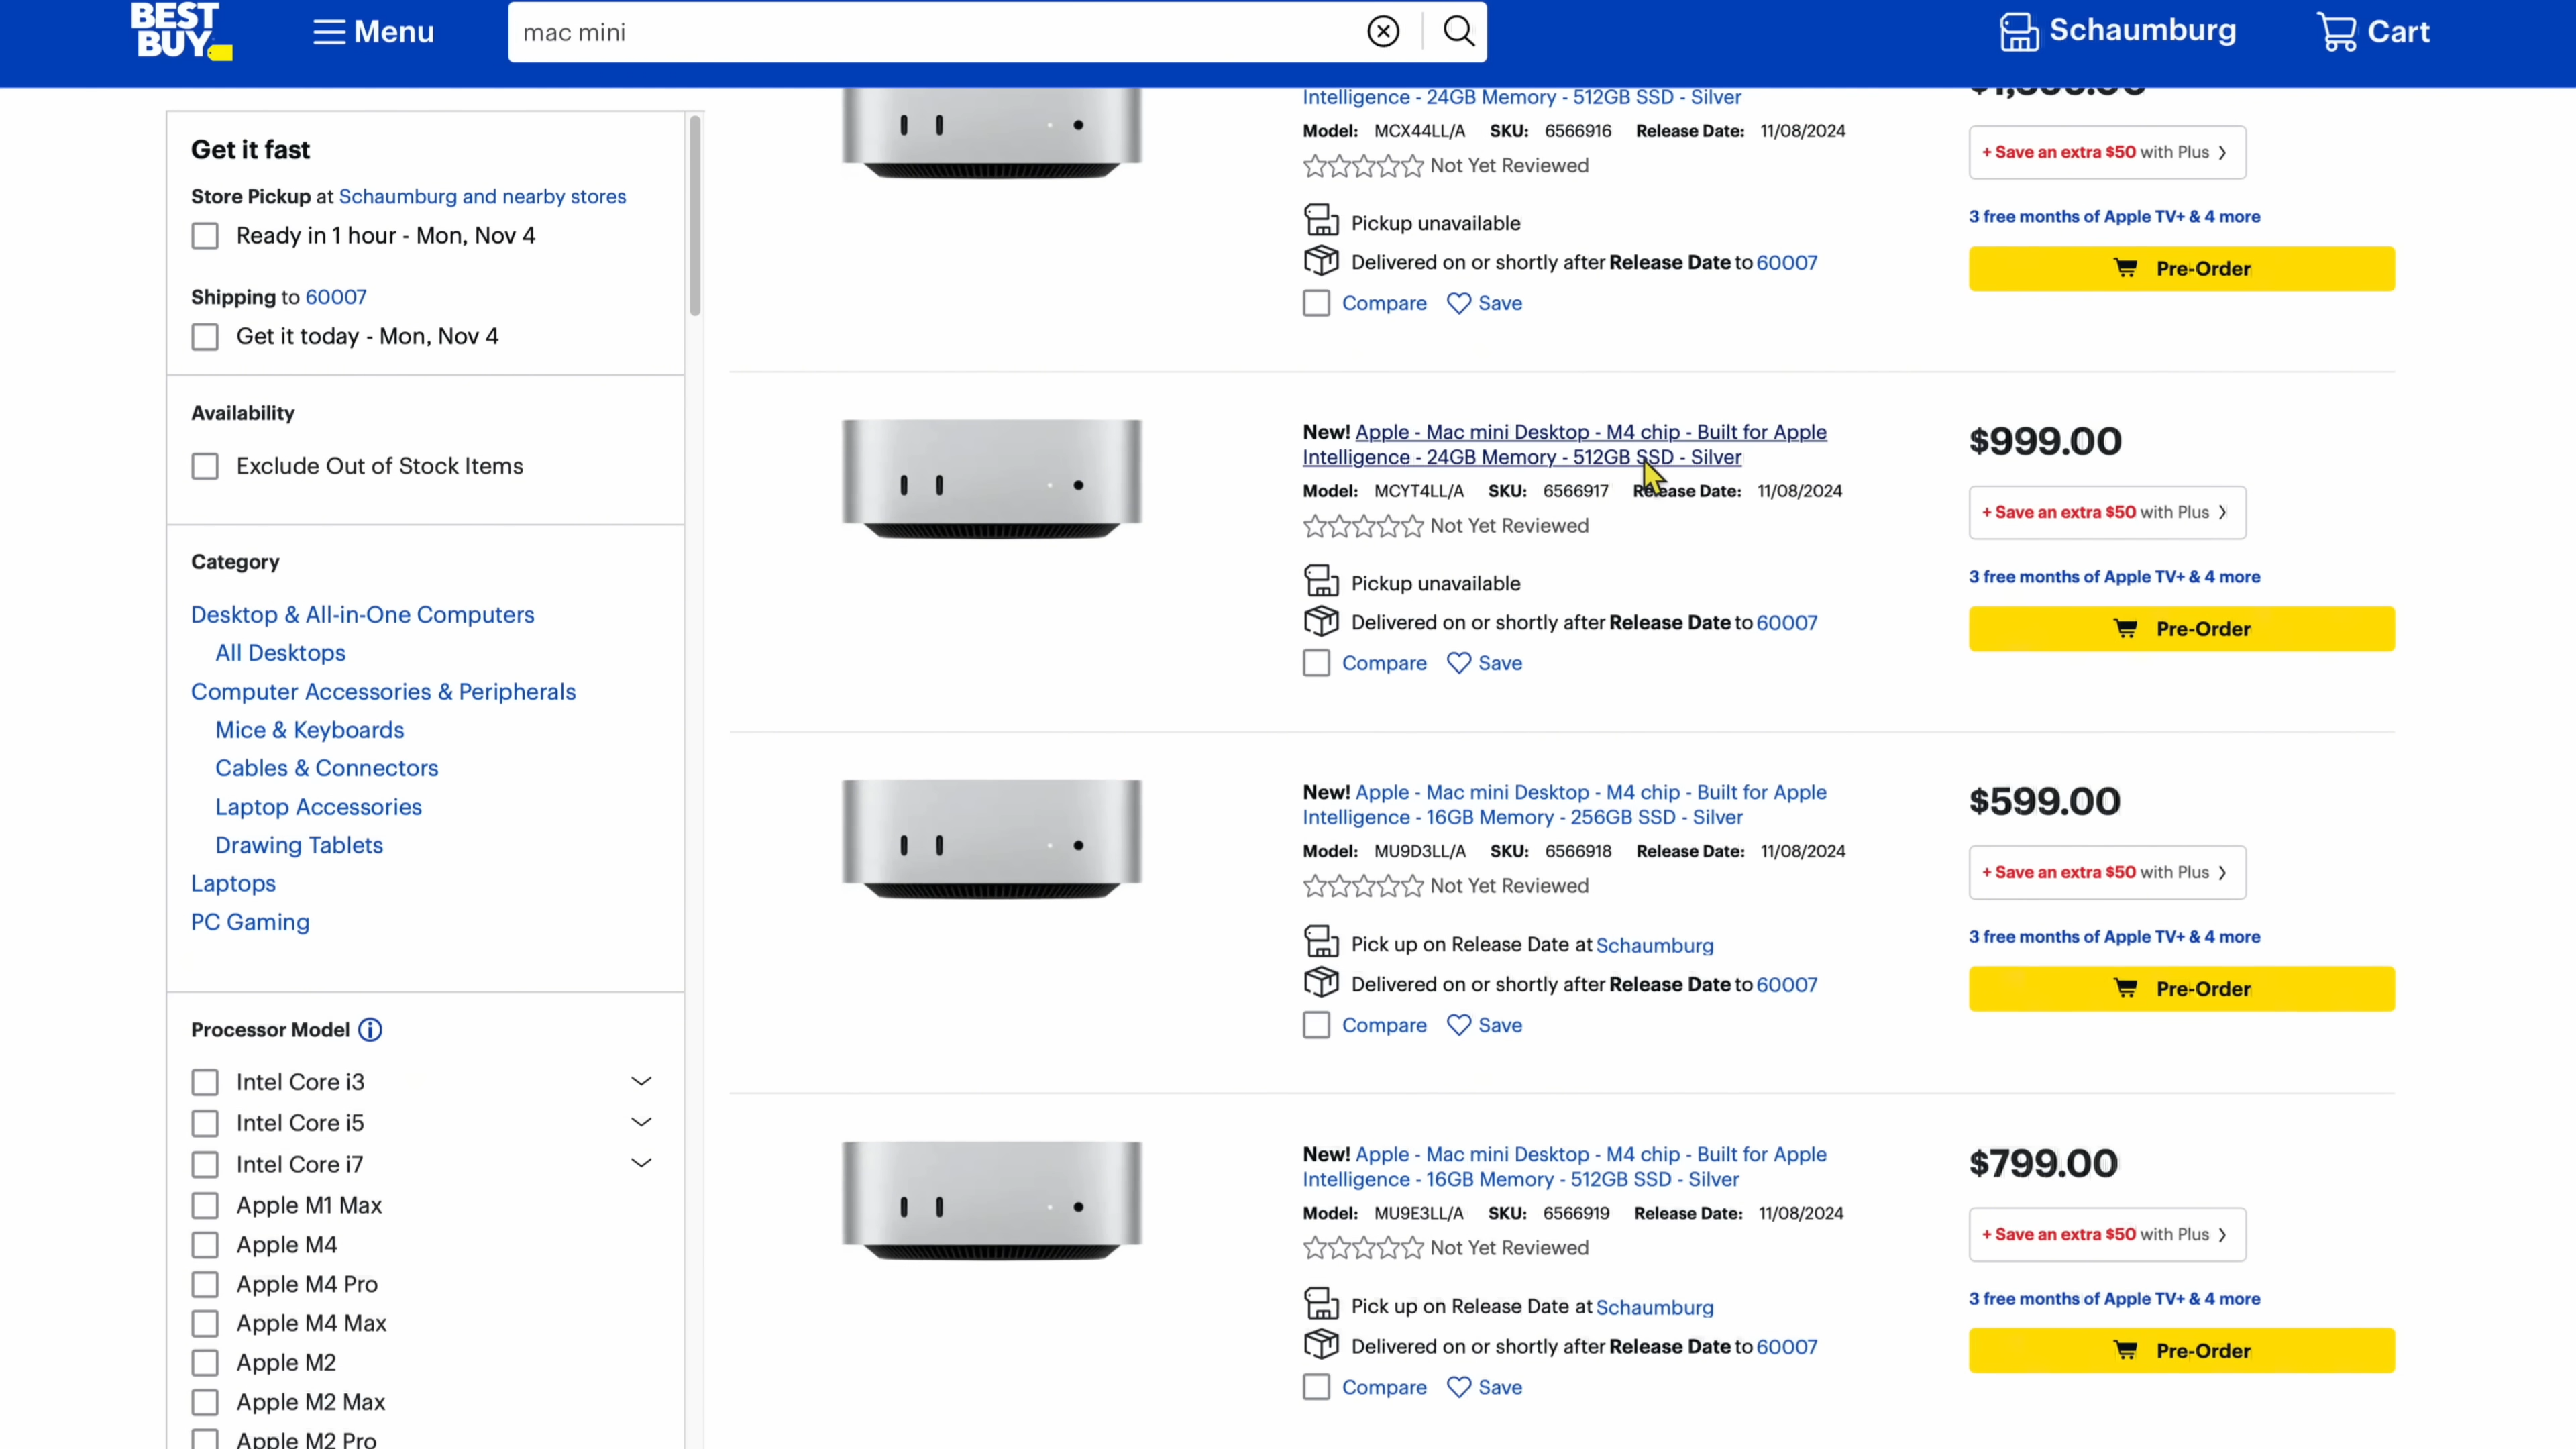 BEST
BUY
Menu
mac mini
Schaumburg
Cart
Get it fast
Store Pickup at Schaumburg and nearby stores
Ready in 1 hour - Mon, Nov 4
Shipping to 60007
Get it today - Mon, Nov 4
Availability
Exclude Out of Stock Items
Category
Desktop & All-in-One Computers
All Desktops
Computer Accessories & Peripherals
Mice & Keyboards
Cables & Connectors
Laptop Accessories
Drawing Tablets
Laptops
PC Gaming
Processor Model
Intel Core i3
Intel Core i5
Intel Core i7
Apple M1 Max
Apple M4
Apple M4 Pro
Apple M4 Max
Apple M2
Apple M2 Max
Apple M2 Pro
Intelligence - 24GB Memory - 512GB SSD - Silver
Model: MCX44LL/A SKU: 6566916 Release Date: 11/08/2024
Not Yet Reviewed
Pickup unavailable
Delivered on or shortly after Release Date to 60007
Compare Save
+ Save an extra $50 with Plus
3 free months of Apple TV+ & 4 more
Pre-Order
New! Apple - Mac mini Desktop - M4 chip - Built for Apple
Intelligence - 24GB Memory - 512GB SSD - Silver
Model: MCYT4LL/A SKU: 6566917 Release Date: 11/08/2024
Not Yet Reviewed
Pickup unavailable
Delivered on or shortly after Release Date to 60007
Compare Save
$999.00
+ Save an extra $50 with Plus
3 free months of Apple TV+ & 4 more
Pre-Order
New! Apple - Mac mini Desktop - M4 chip - Built for Apple
Intelligence - 16GB Memory - 256GB SSD - Silver
Model: MU9D3LL/A SKU: 6566918 Release Date: 11/08/2024
Not Yet Reviewed
Pick up on Release Date at Schaumburg
Delivered on or shortly after Release Date to 60007
Compare Save
$599.00
+ Save an extra $50 with Plus
3 free months of Apple TV+ & 4 more
Pre-Order
New! Apple - Mac mini Desktop - M4 chip - Built for Apple
Intelligence - 16GB Memory - 512GB SSD - Silver
Model: MU9E3LL/A SKU: 6566919 Release Date: 11/08/2024
Not Yet Reviewed
Pick up on Release Date at Schaumburg
Delivered on or shortly after Release Date to 60007
Compare Save
$799.00
+ Save an extra $50 with Plus
3 free months of Apple TV+ & 4 more
Pre-Order